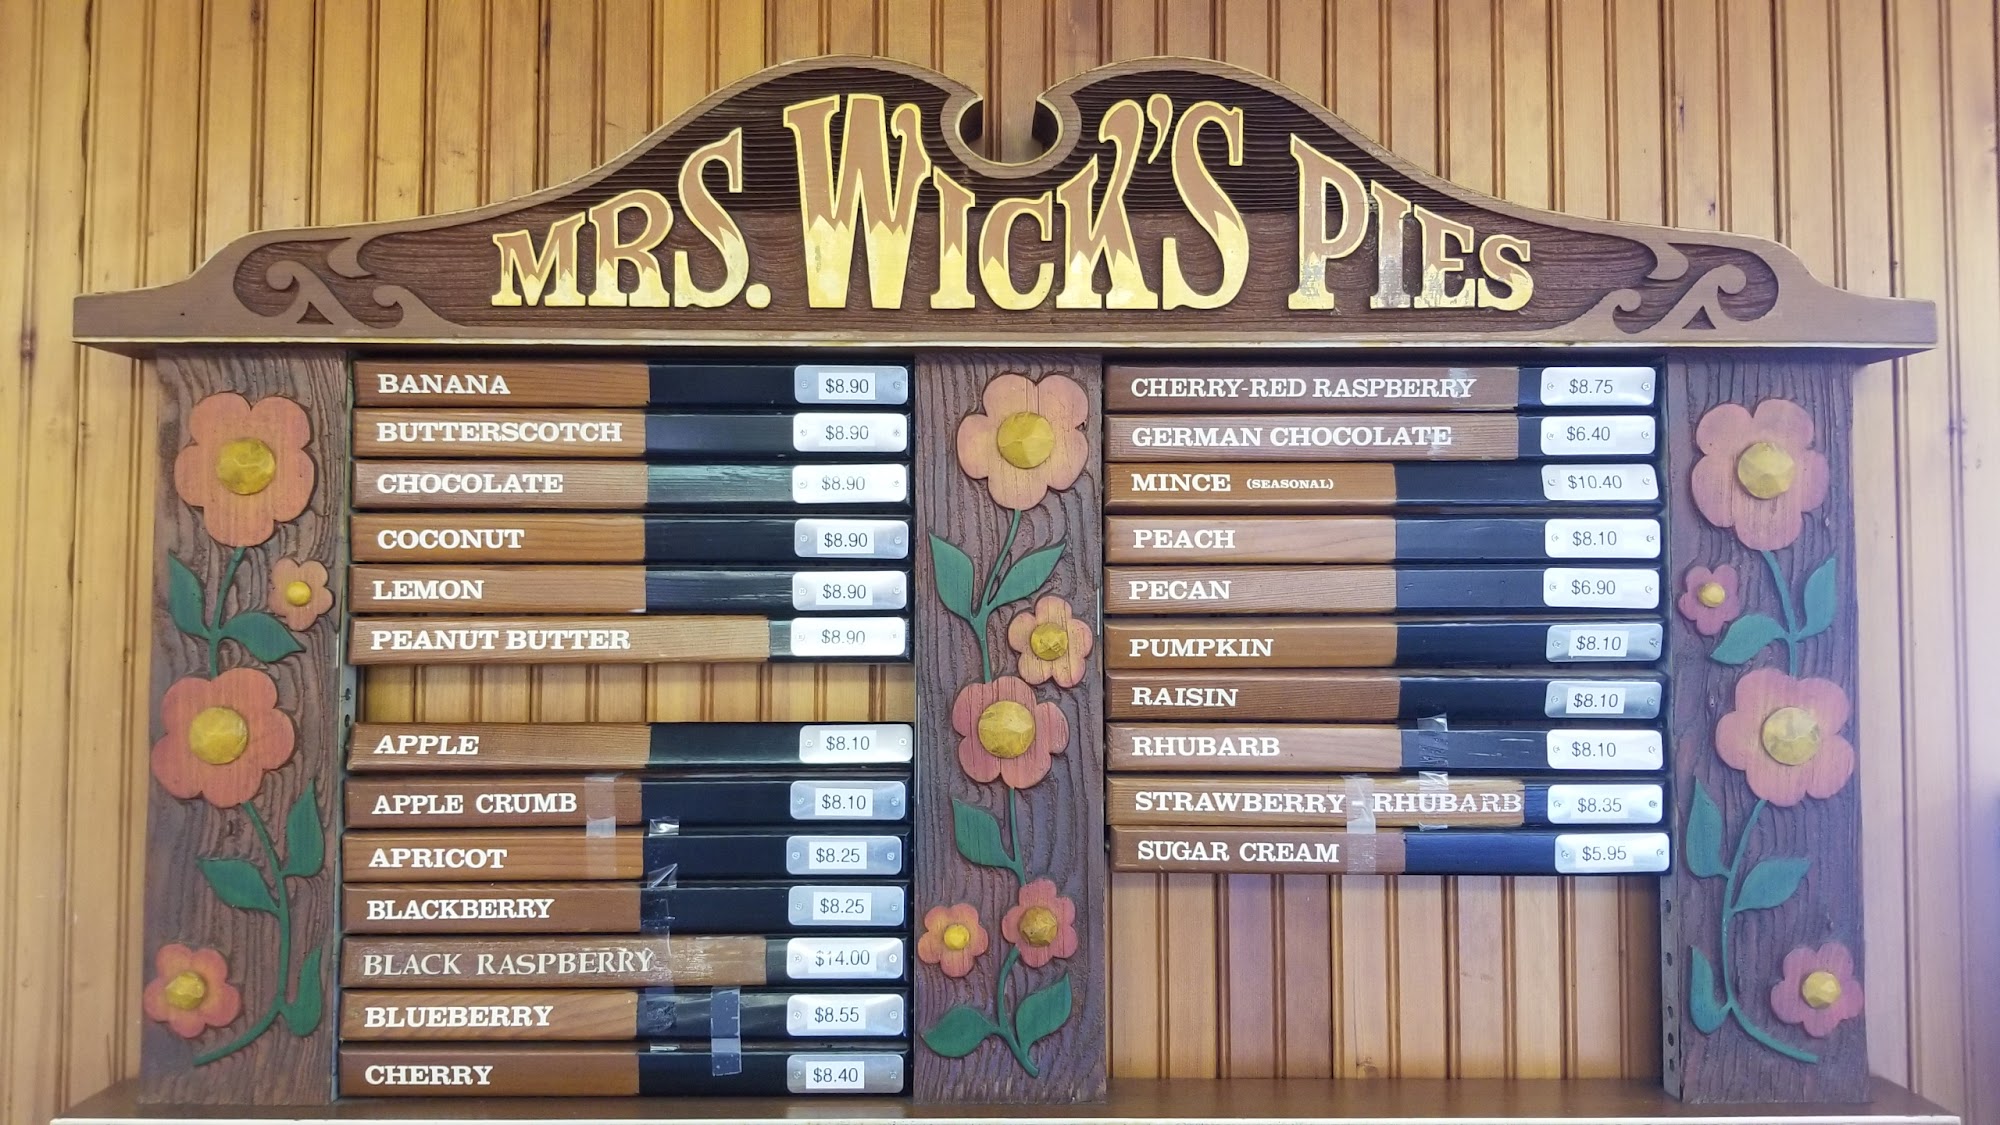 MRS. WICK'S PIES
BANANA $8.90
BUTTERSCOTCH $8.90
CHOCOLATE $8.90
COCONUT $8.90
LEMON $8.90
PEANUT BUTTER $8.90
APPLE $8.10
APPLE CRUMB $8.10
APRICOT $8.25
BLACKBERRY $8.25
BLACK RASPBERRY $14.00
BLUEBERRY $8.55
CHERRY $8.40
CHERRY-RED RASPBERRY $8.75
GERMAN CHOCOLATE $6.40
MINCE (SEASONAL) $10.40
PEACH $8.10
PECAN $6.90
PUMPKIN $8.10
RAISIN $8.10
RHUBARB $8.10
STRAWBERRY - RHUBARB $8.35
SUGAR CREAM $5.95